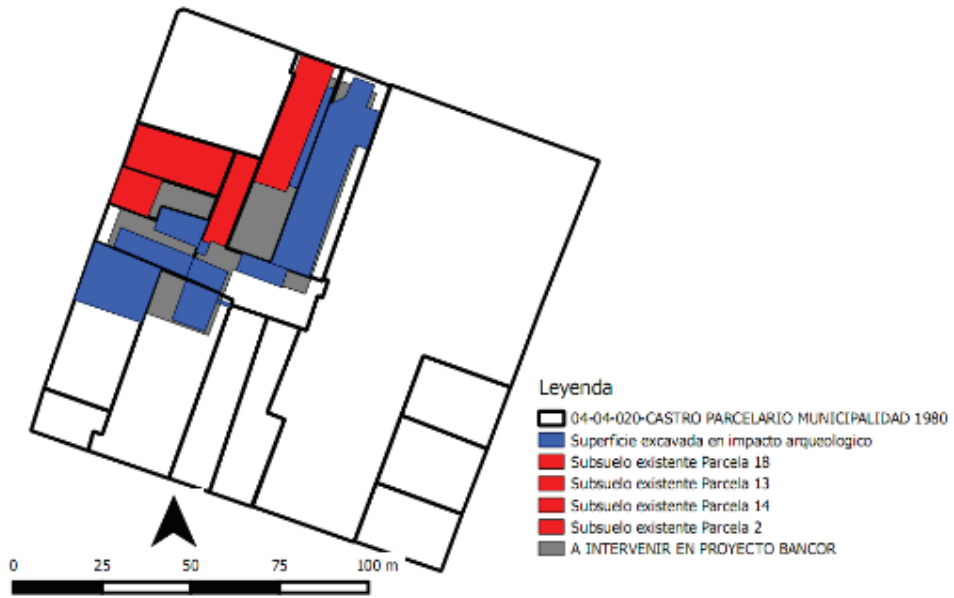 Leyenda
04-04-020-CASTRO PARCELARIO MUNICIPALIDAD 1980
Superficie excavada en impacto arqueologico
Subsuelo existente Parcela 18
Subsuelo existente Parcela 13
Subsuelo existente Parcela 14
Subsuelo existente Parcela 2
A INTERVENIR EN PROYECTO BANCOR
0 25 50 75 100 m